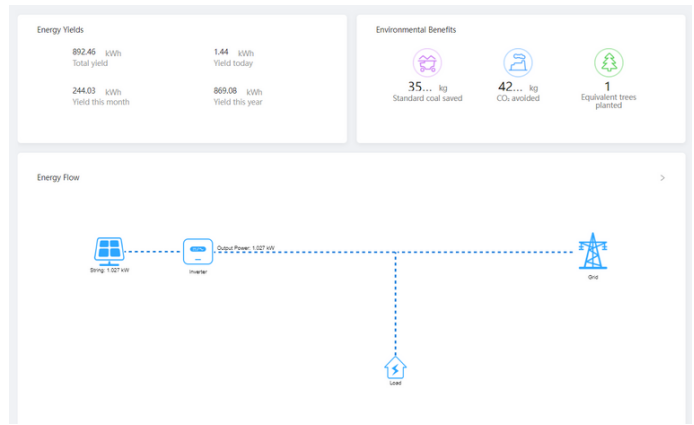 Energy Yields
892.46 kWh
Total yield
1.44 kWh
Yield today
244.03 kWh
Yield this month
869.08 kWh
Yield this year
Environmental Benefits
35... kg
Standard coal saved
42... kg
CO₂ avoided
1
Equivalent trees
planted
Energy Flow
String: 1.027 kW
Inverter
Output Power: 1.027 kW
Grid
Load